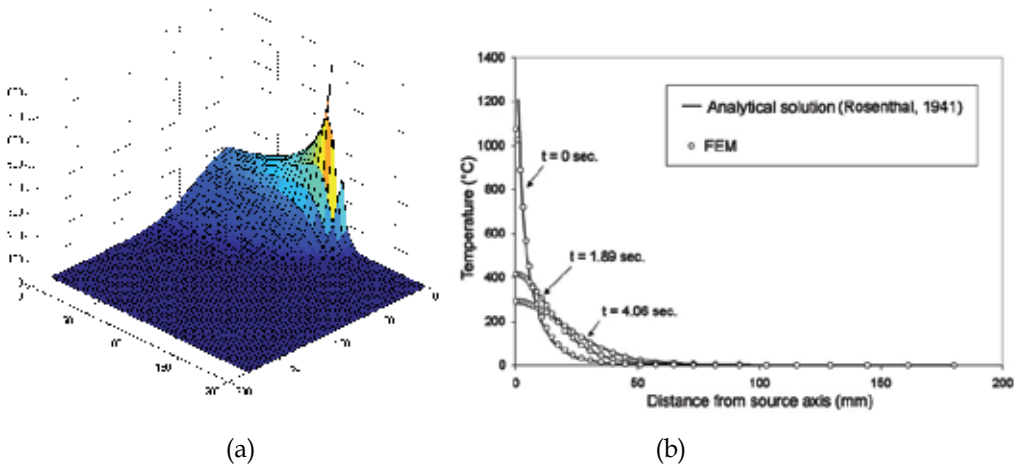 1400
1200
1000
800
600
400
200
0
0 50 100 150 200
Temperature (°C)
Distance from source axis (mm)
Analytical solution (Rosenthal, 1941)
FEM
t = 0 sec.
t = 1.89 sec.
t = 4.06 sec.
(a) (b)